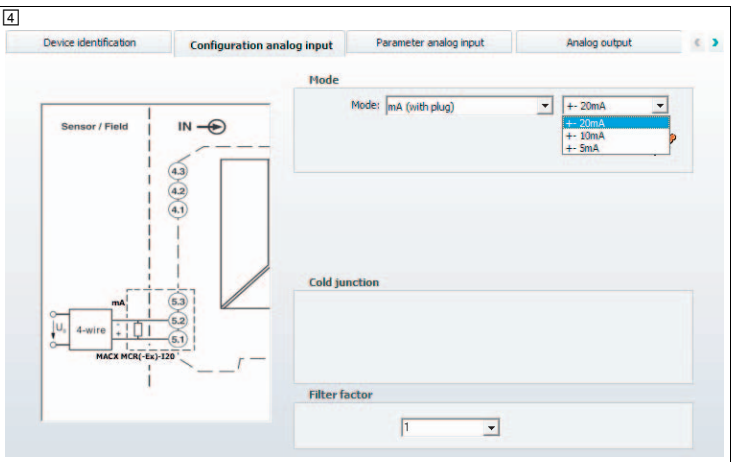 4
Device identification
Configuration analog input
Parameter analog input
Analog output
Mode
Mode:
mA (with plug)
+- 20mA
+- 20mA
+- 10mA
+- 5mA
Sensor / Field
IN
4.3
4.2
4.1
mA
5.3
5.2
5.1
U
4-wire
-
+
MACX MCR(-Ex)-I20
Cold junction
Filter factor
1